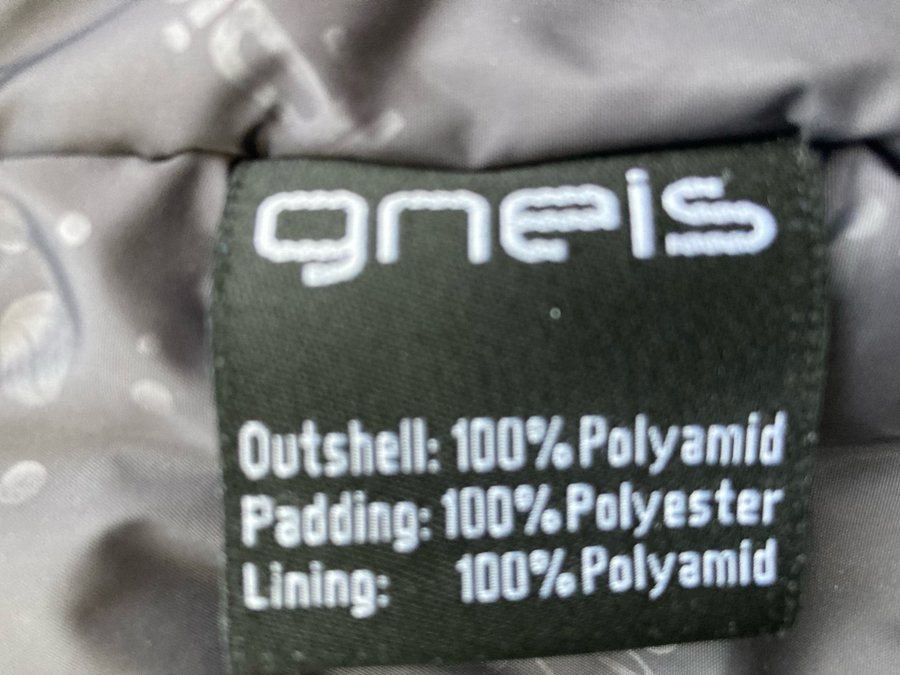 gneis
Outshell: 100% Polyamid
Padding: 100% Polyester
Lining: 100% Polyamid